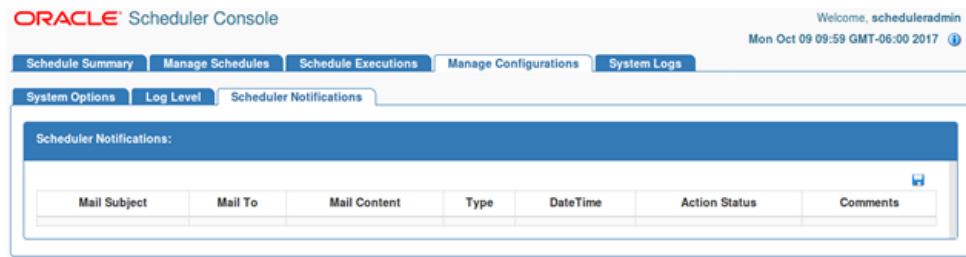 ORACLE Scheduler Console
Welcome, scheduleradmin
Mon Oct 09 09:59 GMT-06:00 2017
Schedule Summary Manage Schedules Schedule Executions Manage Configurations System Logs
System Options Log Level Scheduler Notifications
Scheduler Notifications:
Mail Subject Mail To Mail Content Type DateTime Action Status Comments